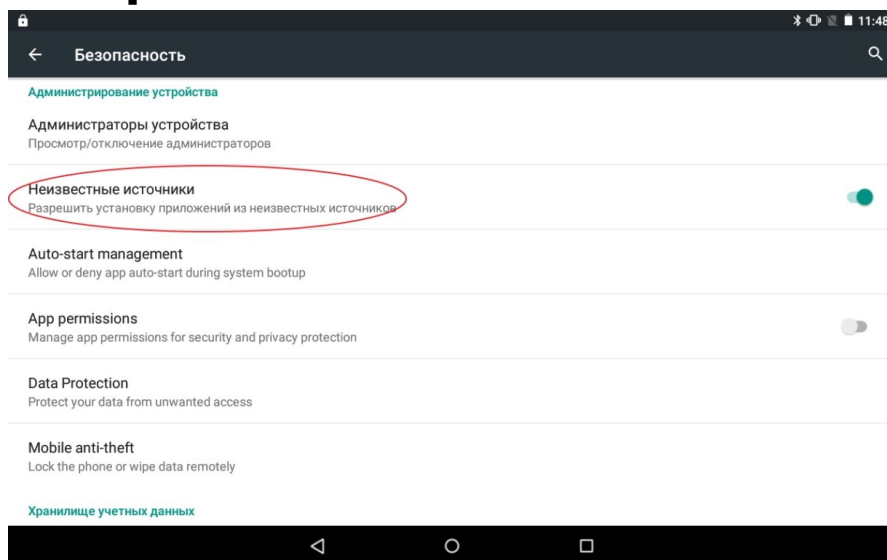 11:48
Безопасность
Администрирование устройства
Администраторы устройства
Просмотр/отключение администраторов
Неизвестные источники
Разрешить установку приложений из неизвестных источников
Auto-start management
Allow or deny app auto-start during system bootup
App permissions
Manage app permissions for security and privacy protection
Data Protection
Protect your data from unwanted access
Mobile anti-theft
Lock the phone or wipe data remotely
Хранилище учетных данных